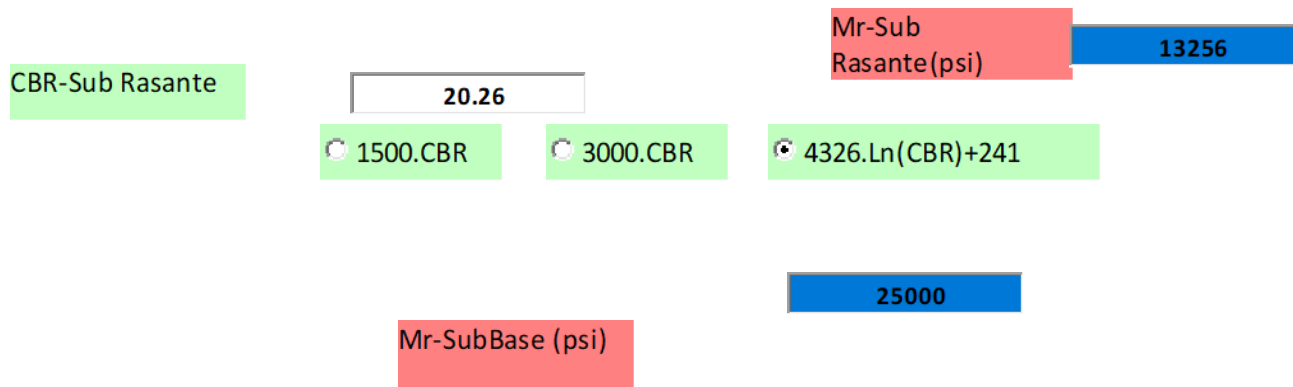 Mr-Sub
Rasante(psi)
13256
CBR-Sub Rasante
20.26
1500.CBR
3000.CBR
4326.Ln(CBR)+241
25000
Mr-SubBase (psi)